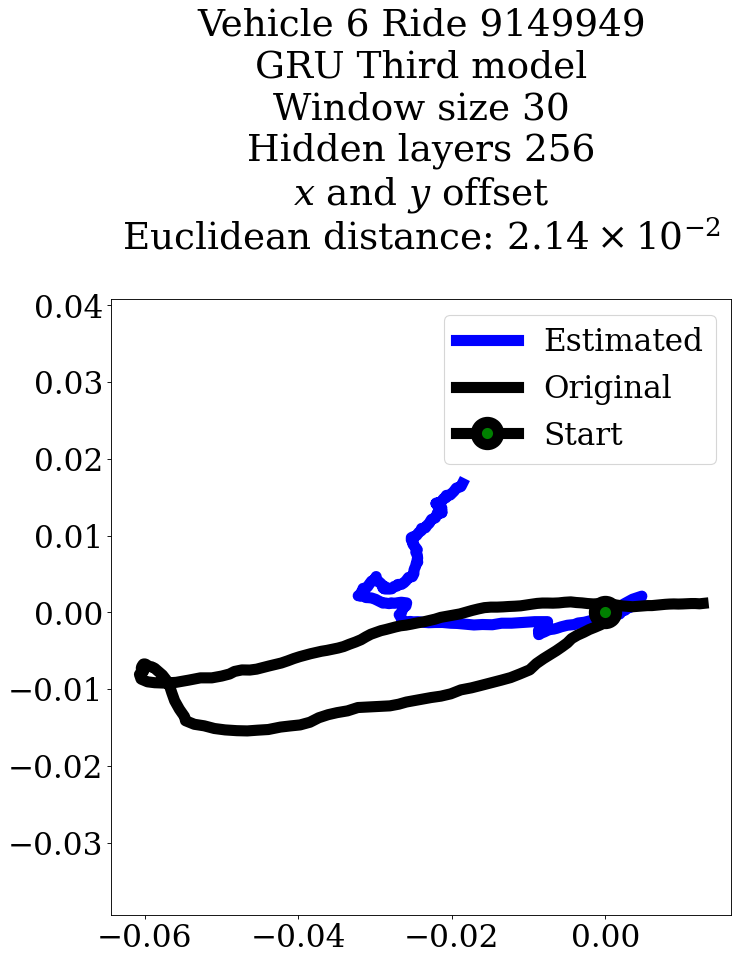 Vehicle 6 Ride 9149949
GRU Third model
Window size 30
Hidden layers 256
x and y offset
Euclidean distance: 2.14 × 10⁻²
Estimated
Original
Start
0.04
0.03
0.02
0.01
0.00
−0.01
−0.02
−0.03
−0.06 −0.04 −0.02 0.00